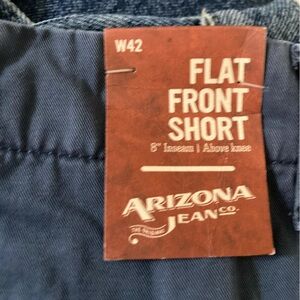 W42
FLAT
FRONT
SHORT
8" Inseam | Above knee
ARIZONA
JEAN CO.
THE ORIGINAL